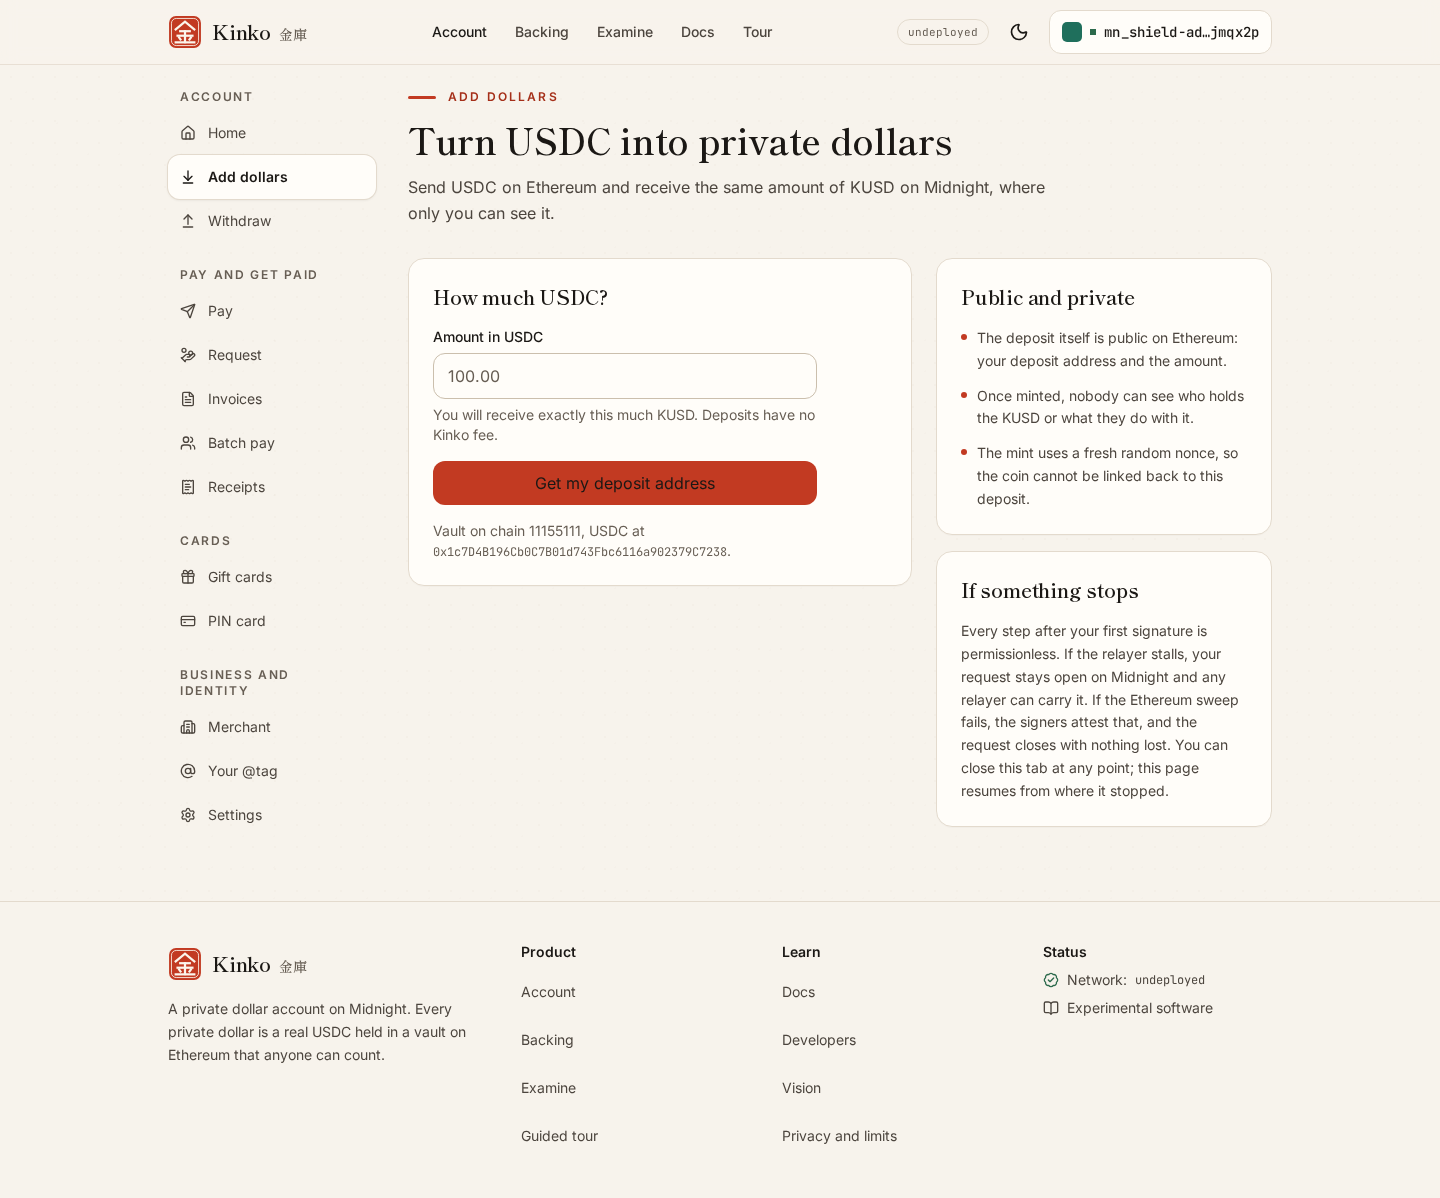 金 Kinko 金庫
Account
Backing
Examine
Docs
Tour
undeployed
mn_shield-ad…jmqx2p
ACCOUNT
Home
Add dollars
Withdraw
PAY AND GET PAID
Pay
Request
Invoices
Batch pay
Receipts
CARDS
Gift cards
PIN card
BUSINESS AND
IDENTITY
Merchant
Your @tag
Settings
ADD DOLLARS
Turn USDC into private dollars
Send USDC on Ethereum and receive the same amount of KUSD on Midnight, where
only you can see it.
How much USDC?
Amount in USDC
100.00
You will receive exactly this much KUSD. Deposits have no
Kinko fee.
Get my deposit address
Vault on chain 11155111, USDC at
0x1c7D4B196Cb0C7B01d743Fbc6116a902379C7238.
Public and private
The deposit itself is public on Ethereum:
your deposit address and the amount.
Once minted, nobody can see who holds
the KUSD or what they do with it.
The mint uses a fresh random nonce, so
the coin cannot be linked back to this
deposit.
If something stops
Every step after your first signature is
permissionless. If the relayer stalls, your
request stays open on Midnight and any
relayer can carry it. If the Ethereum sweep
fails, the signers attest that, and the
request closes with nothing lost. You can
close this tab at any point; this page
resumes from where it stopped.
金 Kinko 金庫
A private dollar account on Midnight. Every
private dollar is a real USDC held in a vault on
Ethereum that anyone can count.
Product
Account
Backing
Examine
Guided tour
Learn
Docs
Developers
Vision
Privacy and limits
Status
Network: undeployed
Experimental software